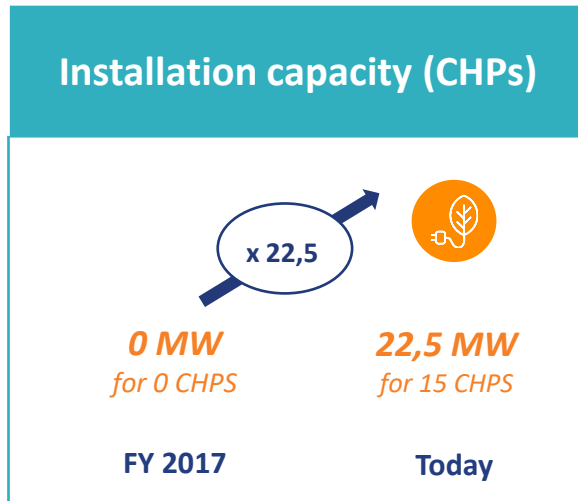 Installation capacity (CHPs)
x 22,5
0 MW
for 0 CHPS
22,5 MW
for 15 CHPS
FY 2017
Today